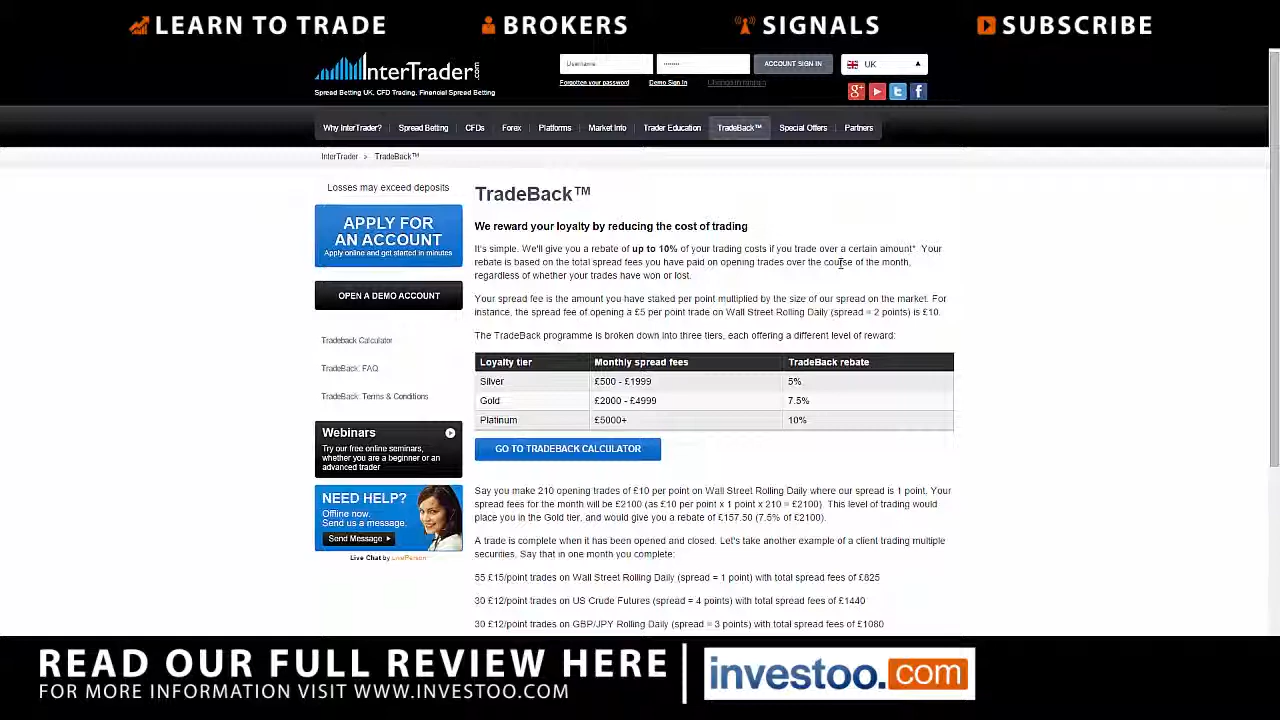 LEARN TO TRADE
BROKERS
SIGNALS
SUBSCRIBE
InterTrader.com
Spread Betting UK, CFD Trading, Financial Spread Betting
Username
ACCOUNT SIGN IN
UK
Forgotten your password
Demo Sign In
Why InterTrader?
Spread Betting
CFDs
Forex
Platforms
Market Info
Trader Education
TradeBack™
Special Offers
Partners
InterTrader > TradeBack™
Losses may exceed deposits
APPLY FOR
AN ACCOUNT
Apply online and get started in minutes
OPEN A DEMO ACCOUNT
Tradeback Calculator
TradeBack: FAQ
TradeBack: Terms & Conditions
Webinars
Try our free online seminars,
whether you are a beginner or an
advanced trader
NEED HELP?
Offline now.
Send us a message.
Send Message
Live Chat by LivePerson
TradeBack™
We reward your loyalty by reducing the cost of trading
It's simple. We'll give you a rebate of up to 10% of your trading costs if you trade over a certain amount*. Your
rebate is based on the total spread fees you have paid on opening trades over the course of the month,
regardless of whether your trades have won or lost.
Your spread fee is the amount you have staked per point multiplied by the size of our spread on the market. For
instance, the spread fee of opening a £5 per point trade on Wall Street Rolling Daily (spread = 2 points) is £10.
The TradeBack programme is broken down into three tiers, each offering a different level of reward:
Loyalty tier Monthly spread fees TradeBack rebate
Silver £500 - £1999 5%
Gold £2000 - £4999 7.5%
Platinum £5000+ 10%
GO TO TRADEBACK CALCULATOR
Say you make 210 opening trades of £10 per point on Wall Street Rolling Daily where our spread is 1 point. Your
spread fees for the month will be £2100 (as £10 per point x 1 point x 210 = £2100). This level of trading would
place you in the Gold tier, and would give you a rebate of £157.50 (7.5% of £2100).
A trade is complete when it has been opened and closed. Let's take another example of a client trading multiple
securities. Say that in one month you complete:
55 £15/point trades on Wall Street Rolling Daily (spread = 1 point) with total spread fees of £825
30 £12/point trades on US Crude Futures (spread = 4 points) with total spread fees of £1440
30 £12/point trades on GBP/JPY Rolling Daily (spread = 3 points) with total spread fees of £1080
READ OUR FULL REVIEW HERE
FOR MORE INFORMATION VISIT WWW.INVESTOO.COM
investoo.com